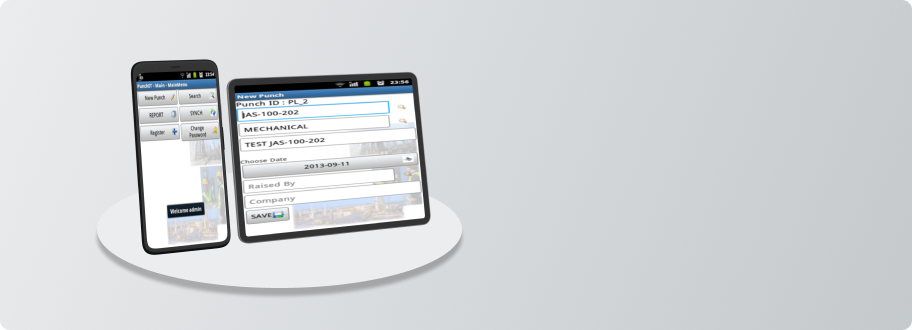 23:54
PunchIT - Main - MainMenu
New Punch
Search
REPORT
SYNCH
Register
Change
Password
Welcome admin
23:56
New Punch
Punch ID : PL_2
JAS-100-202
MECHANICAL
TEST JAS-100-202
Choose Date
2013-09-11
Raised By
Company
SAVE